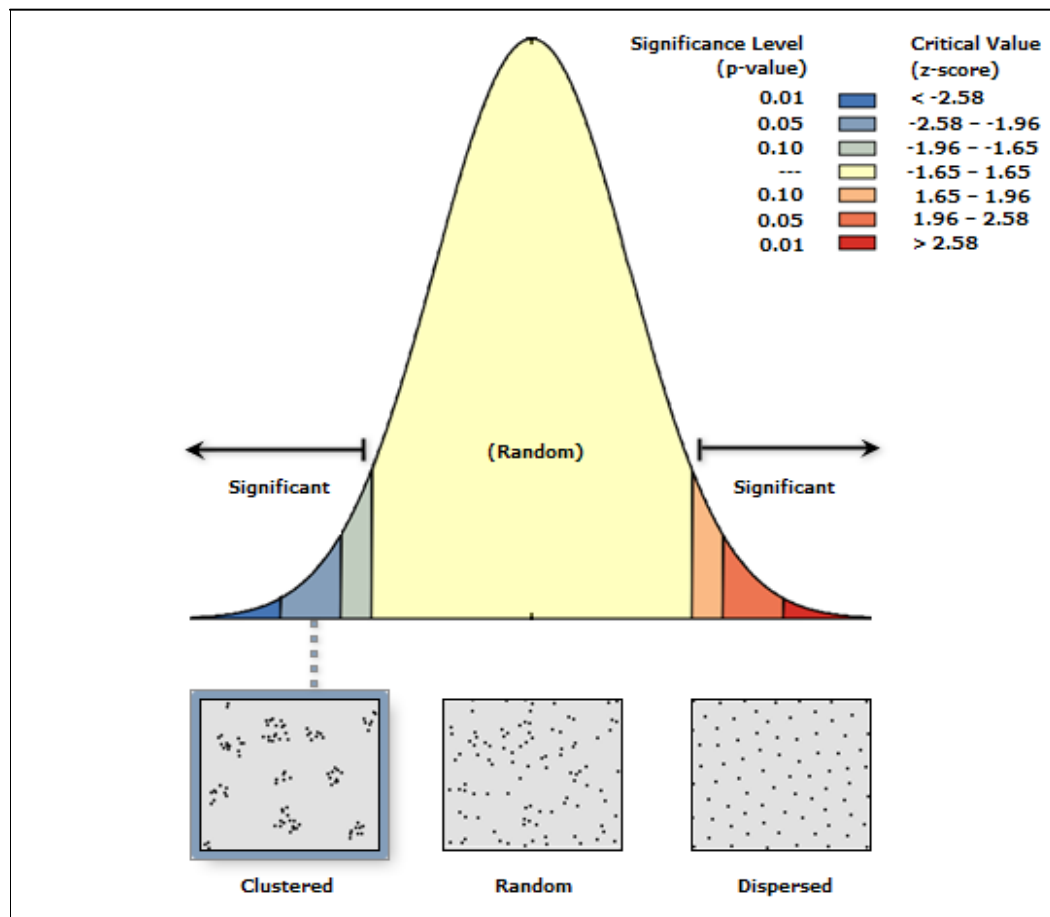 Significance Level
(p-value)
Critical Value
(z-score)
0.01 < -2.58
0.05 -2.58 – -1.96
0.10 -1.96 – -1.65
--- -1.65 – 1.65
0.10 1.65 – 1.96
0.05 1.96 – 2.58
0.01 > 2.58
(Random)
Significant
Significant
Clustered
Random
Dispersed